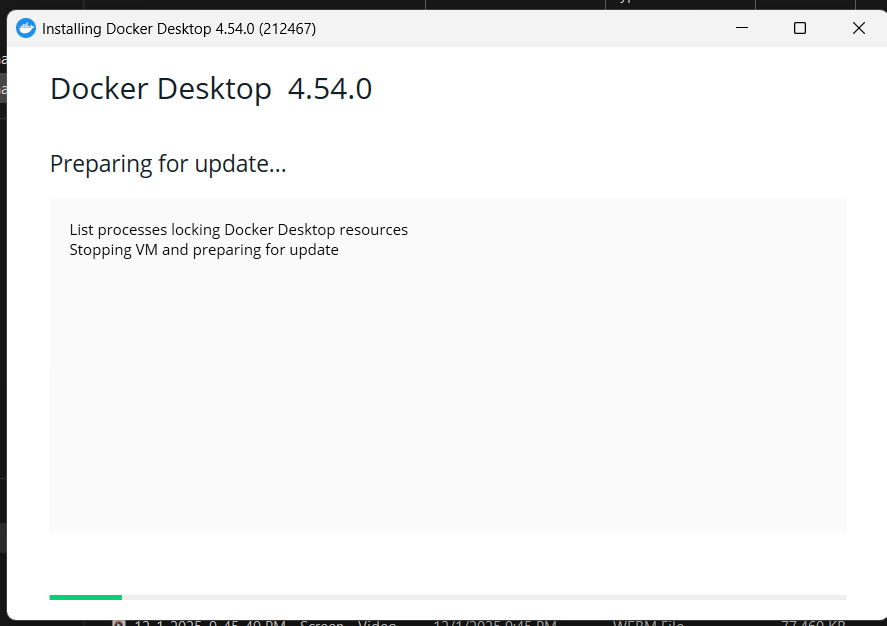 Installing Docker Desktop 4.54.0 (212467)
Docker Desktop 4.54.0
Preparing for update...
List processes locking Docker Desktop resources
Stopping VM and preparing for update
12-1-2025, 9-45-49 PM - Screen - Video 12/1/2025 9:45 PM WEBM File 77,460 KB